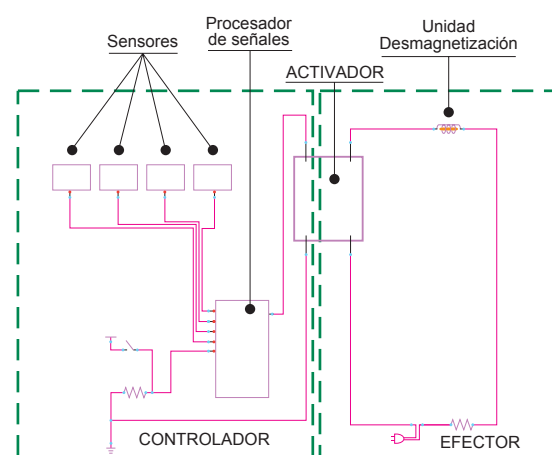 Sensores
Procesador
de señales
ACTIVADOR
Unidad
Desmagnetización
CONTROLADOR
EFECTOR